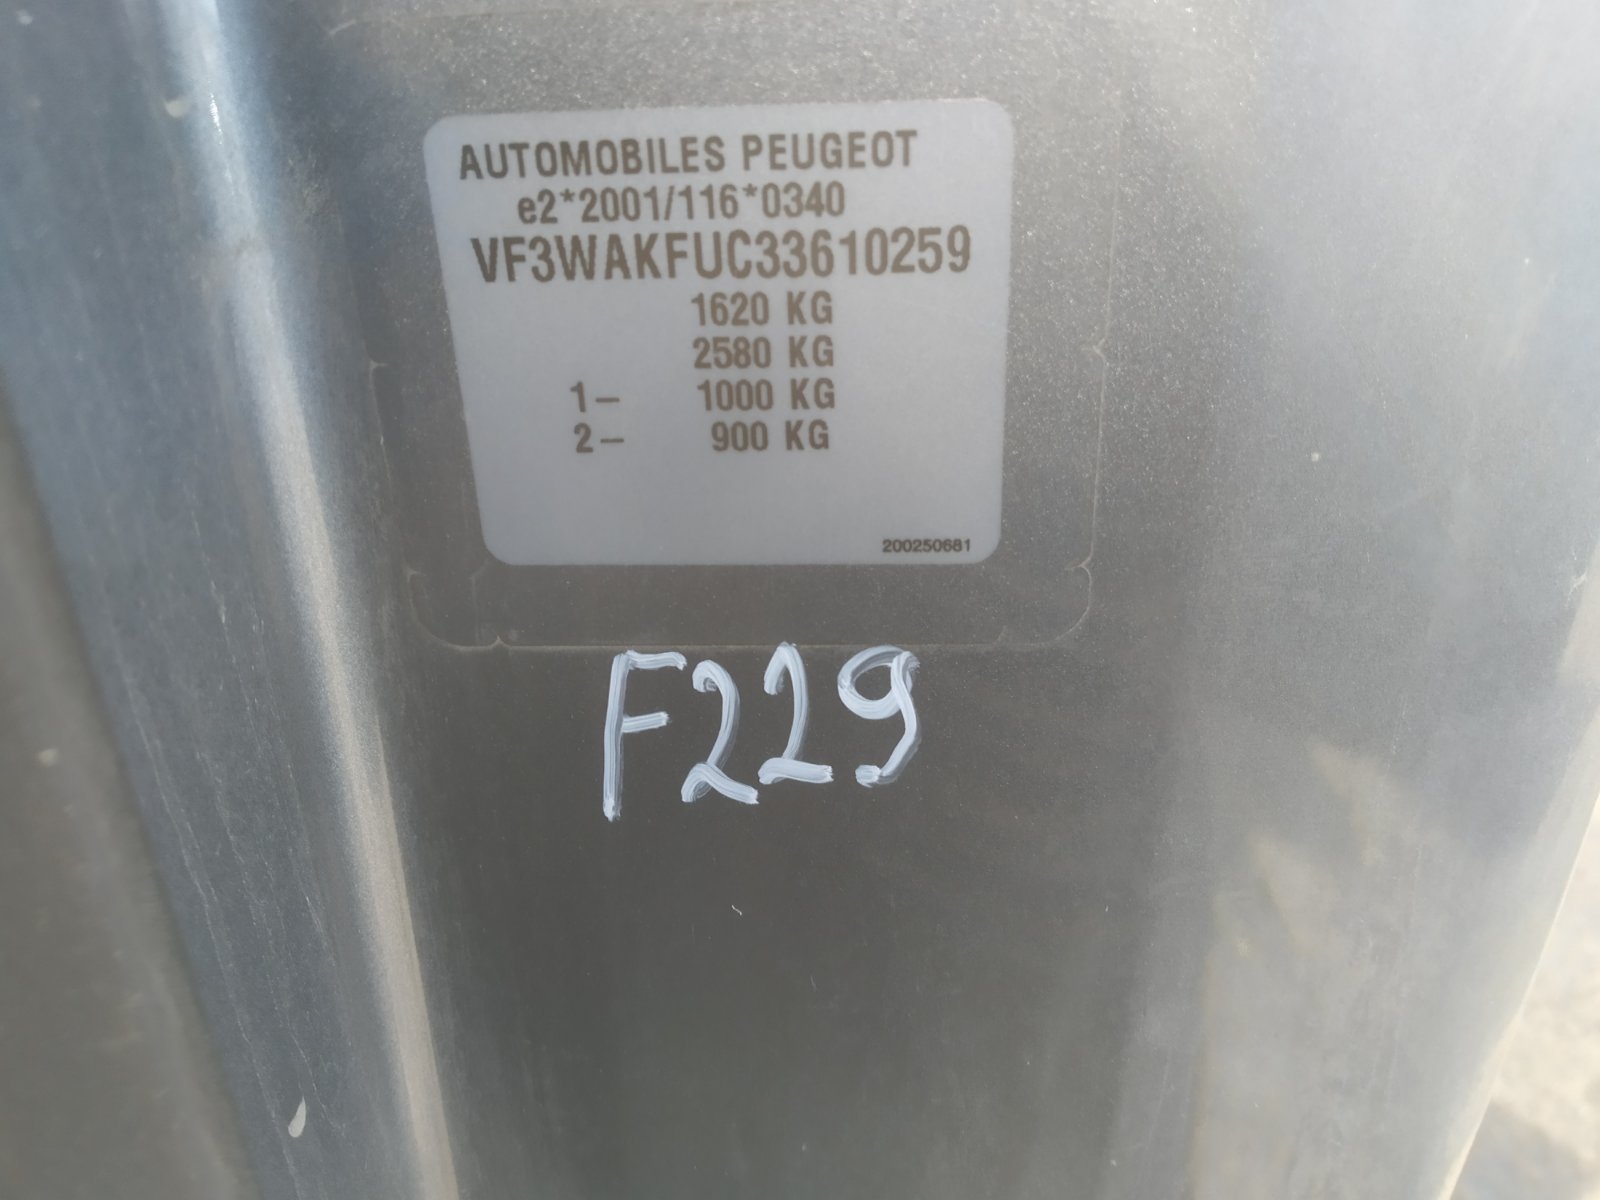 AUTOMOBILES PEUGEOT
e2*2001/116*0340
VF3WAKFUC33610259
1620 KG
2580 KG
1- 1000 KG
2- 900 KG
200250681
F229